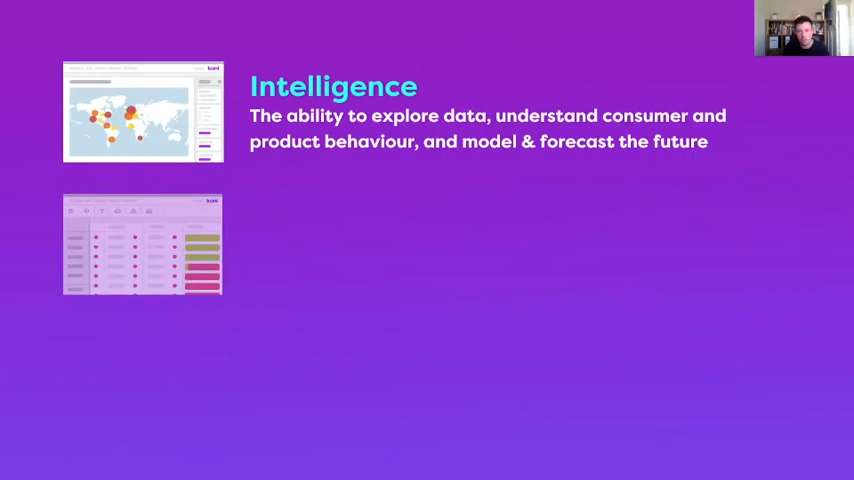 Intelligence
The ability to explore data, understand consumer and
product behaviour, and model & forecast the future